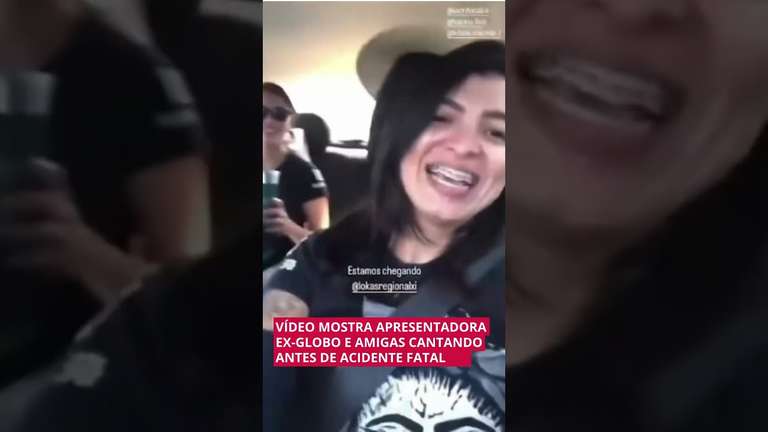 Estamos chegando
@lokasregionalxi
VÍDEO MOSTRA APRESENTADORA
EX-GLOBO E AMIGAS CANTANDO
ANTES DE ACIDENTE FATAL